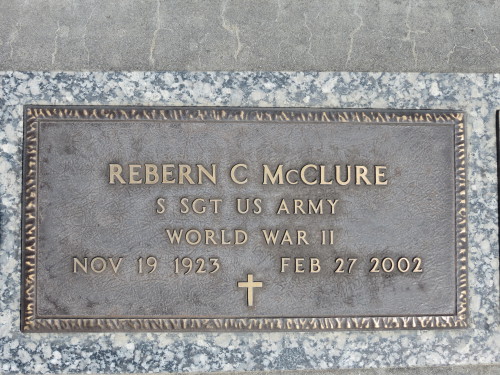 REBERN C McCLURE
S SGT US ARMY
WORLD WAR II
NOV 19 1923 FEB 27 2002